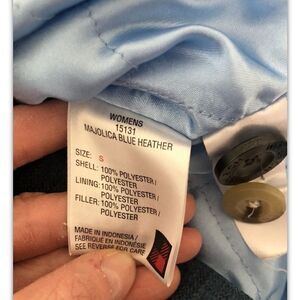 WOMENS
15131
MAJOLICA BLUE HEATHER
SIZE: S
SHELL: 100% POLYESTER /
POLYESTER
LINING: 100% POLYESTER /
POLYESTER
FILLER: 100% POLYESTER /
POLYESTER
MADE IN INDONESIA /
FABRIQUÉ EN INDONÉSIE
SEE REVERSE FOR CARE